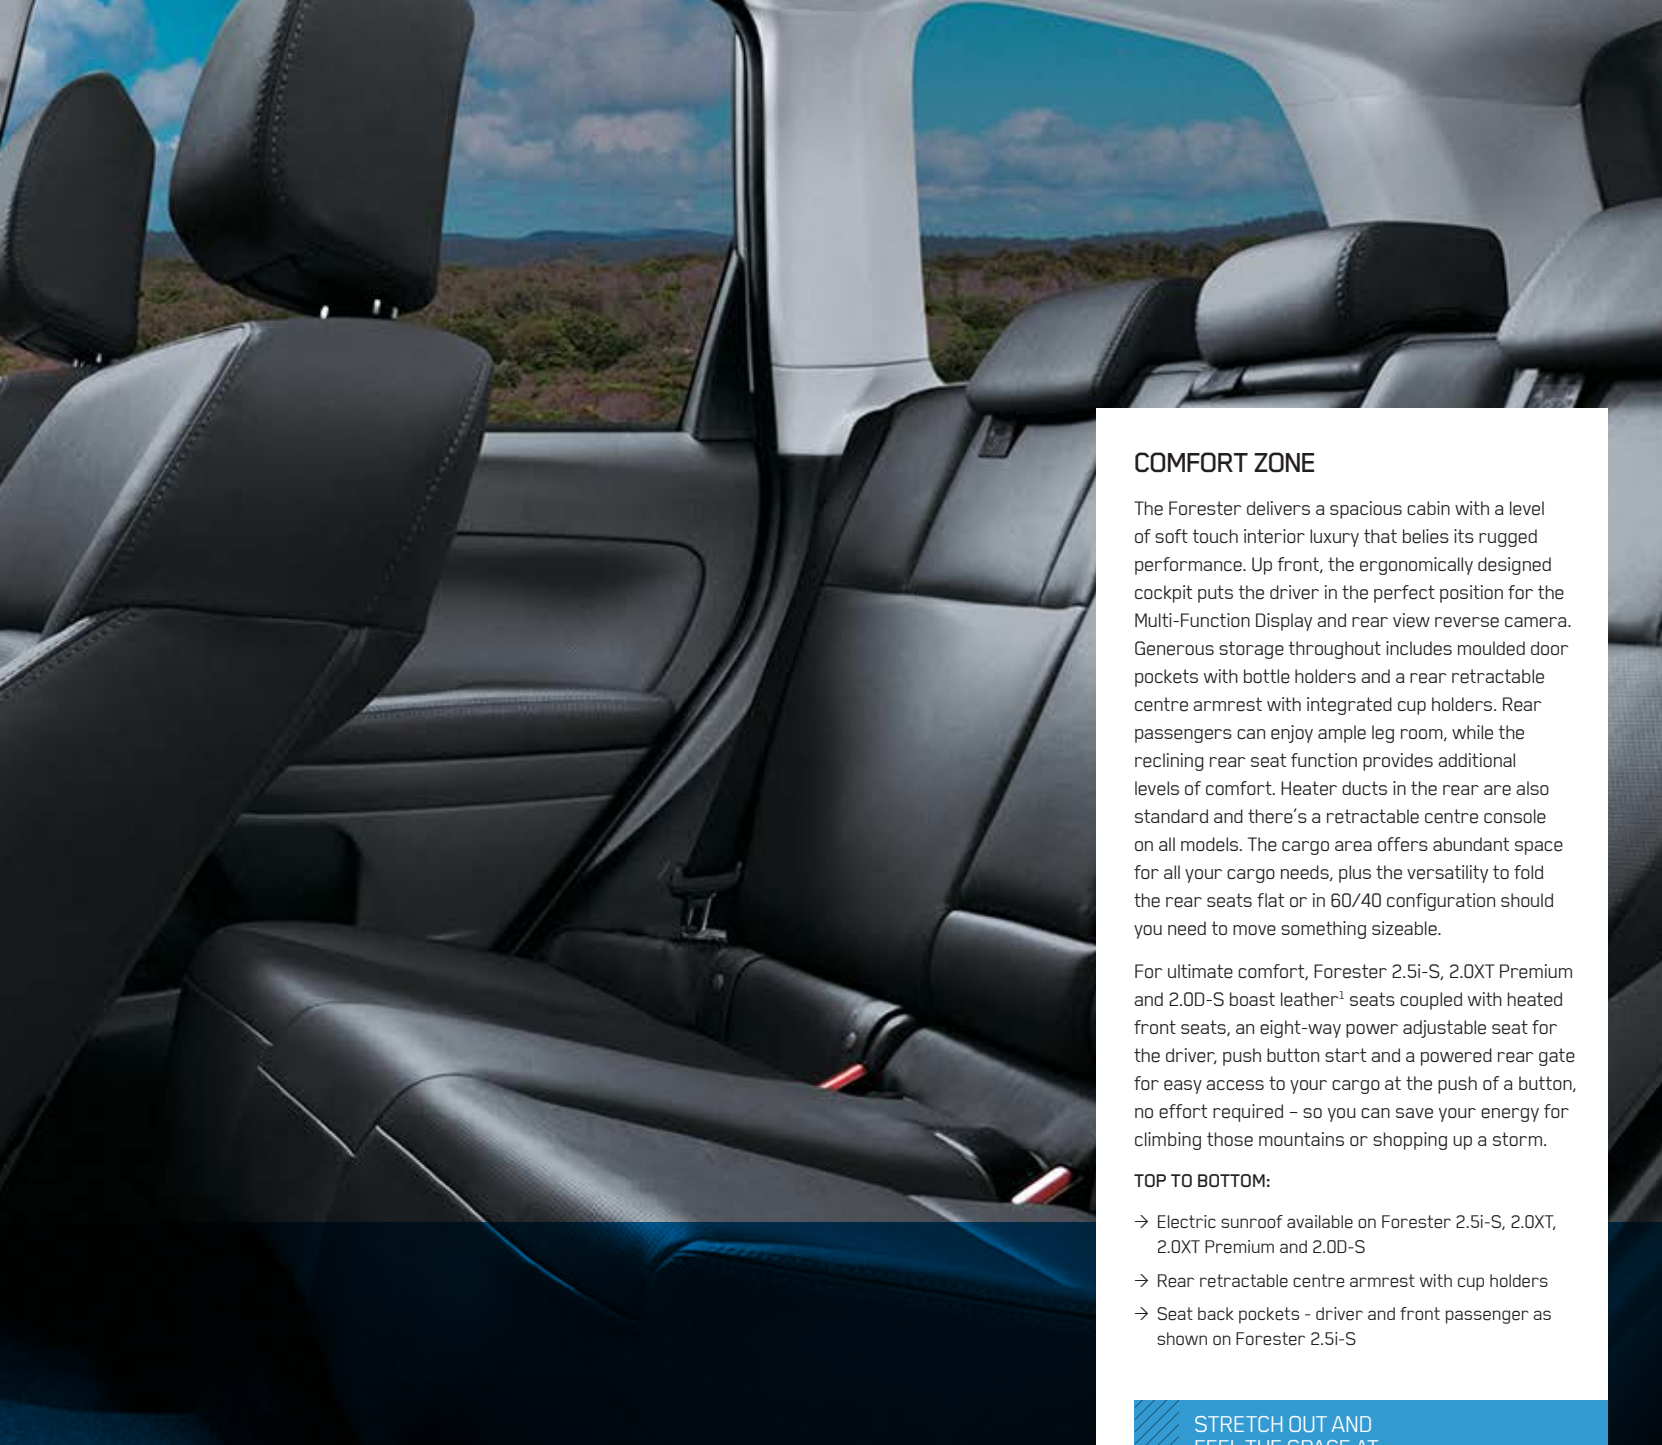 COMFORT ZONE
The Forester delivers a spacious cabin with a level
of soft touch interior luxury that belies its rugged
performance. Up front, the ergonomically designed
cockpit puts the driver in the perfect position for the
Multi-Function Display and rear view reverse camera.
Generous storage throughout includes moulded door
pockets with bottle holders and a rear retractable
centre armrest with integrated cup holders. Rear
passengers can enjoy ample leg room, while the
reclining rear seat function provides additional
levels of comfort. Heater ducts in the rear are also
standard and there's a retractable centre console
on all models. The cargo area offers abundant space
for all your cargo needs, plus the versatility to fold
the rear seats flat or in 60/40 configuration should
you need to move something sizeable.
For ultimate comfort, Forester 2.5i-S, 2.0XT Premium
and 2.0D-S boast leather¹ seats coupled with heated
front seats, an eight-way power adjustable seat for
the driver, push button start and a powered rear gate
for easy access to your cargo at the push of a button,
no effort required – so you can save your energy for
climbing those mountains or shopping up a storm.
TOP TO BOTTOM:
→ Electric sunroof available on Forester 2.5i-S, 2.0XT,
2.0XT Premium and 2.0D-S
→ Rear retractable centre armrest with cup holders
→ Seat back pockets - driver and front passenger as
shown on Forester 2.5i-S
STRETCH OUT AND
FEEL THE SPACE AT